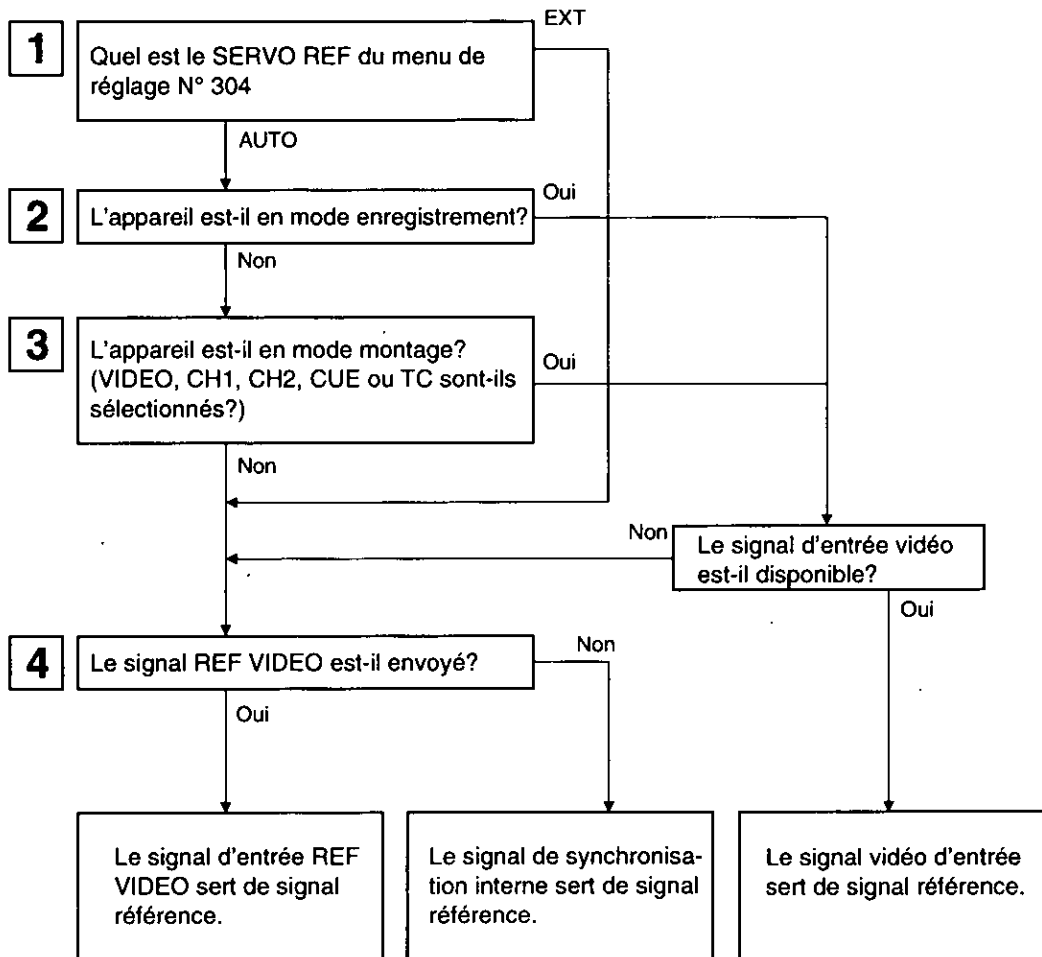 EXT
1
Quel est le SERVO REF du menu de
réglage N° 304
AUTO
Oui
2
L'appareil est-il en mode enregistrement?
Non
3
L'appareil est-il en mode montage?
(VIDEO, CH1, CH2, CUE ou TC sont-ils
sélectionnés?)
Oui
Non
Non
Le signal d'entrée vidéo
est-il disponible?
Oui
4
Le signal REF VIDEO est-il envoyé?
Non
Oui
Le signal d'entrée REF
VIDEO sert de signal
référence.
Le signal de synchronisa-
tion interne sert de signal
référence.
Le signal vidéo d'entrée
sert de signal référence.